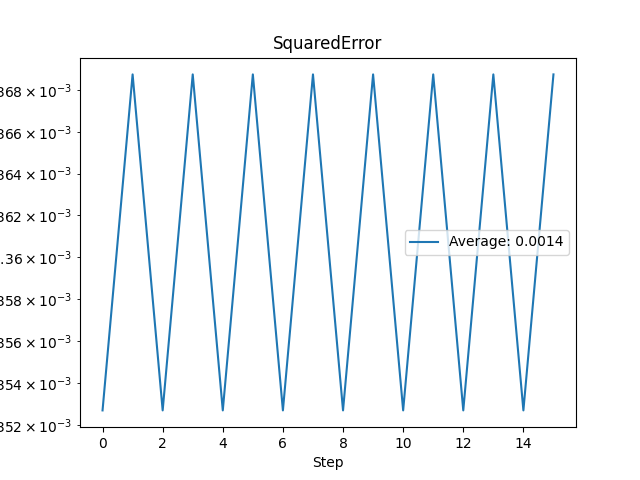 SquaredError
368 × 10⁻³
366 × 10⁻³
364 × 10⁻³
362 × 10⁻³
.36 × 10⁻³
358 × 10⁻³
356 × 10⁻³
354 × 10⁻³
352 × 10⁻³
Average: 0.0014
0 2 4 6 8 10 12 14
Step